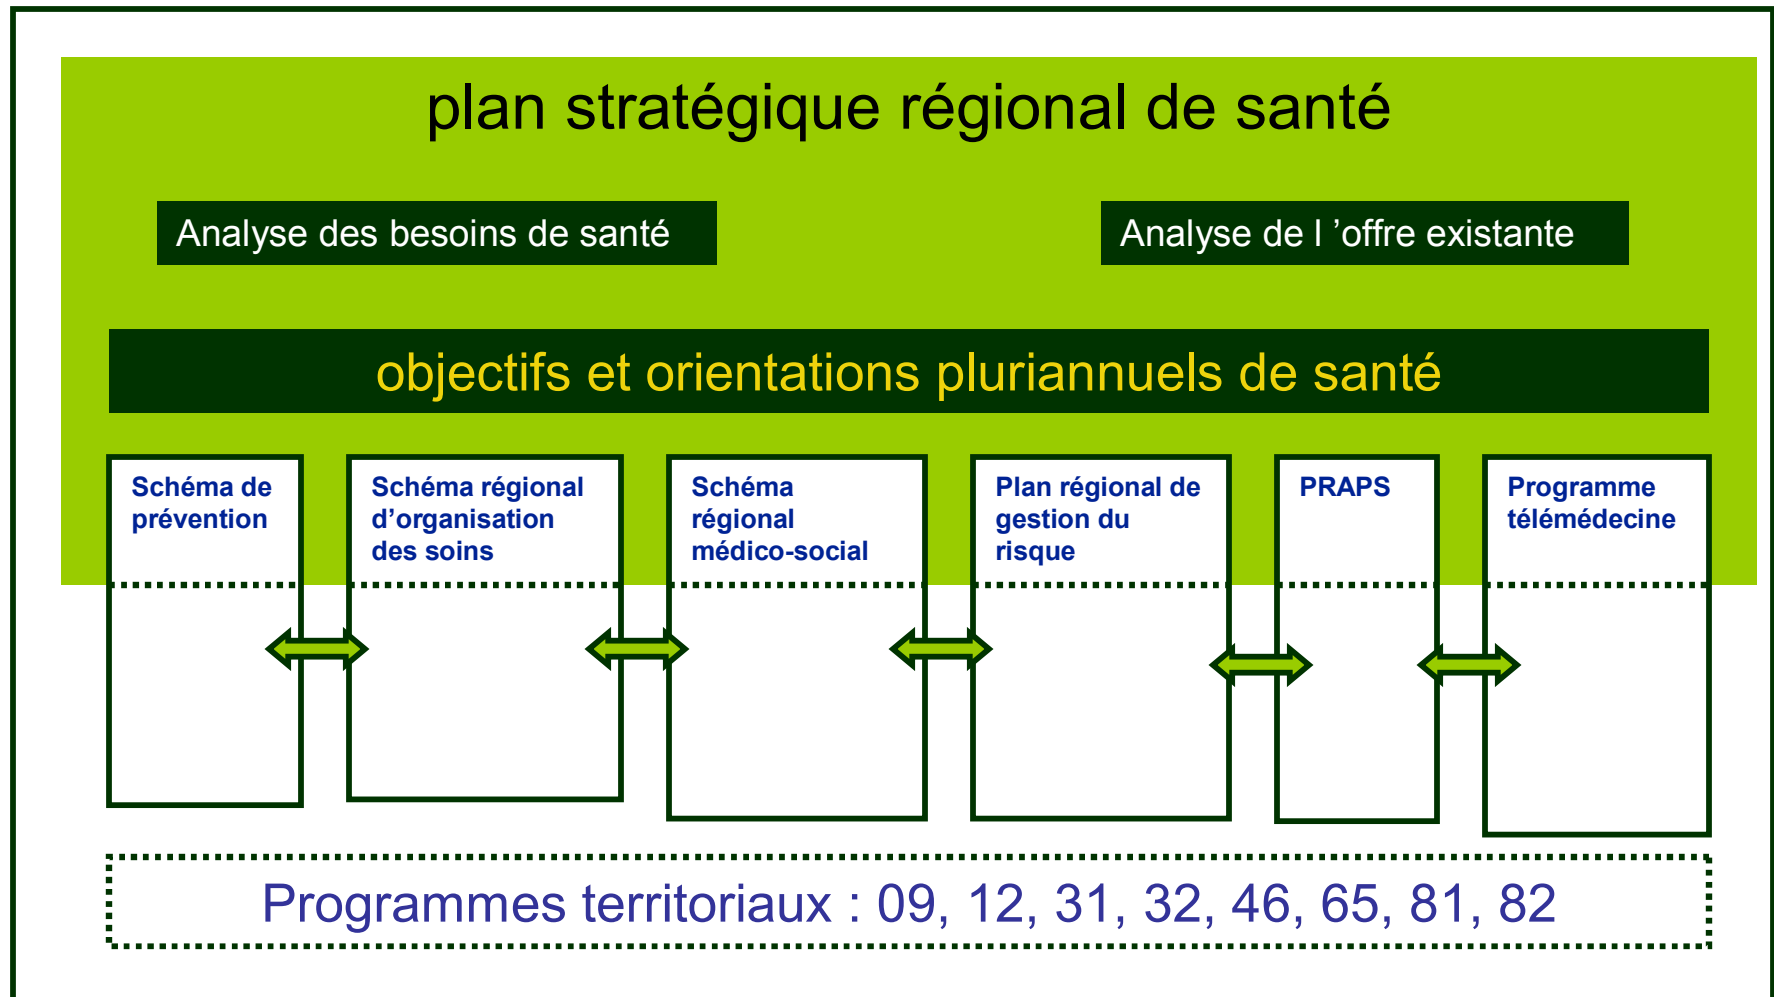 plan stratégique régional de santé
Analyse des besoins de santé
Analyse de l ’offre existante
objectifs et orientations pluriannuels de santé
Schéma de
prévention
Schéma régional
d’organisation
des soins
Schéma
régional
médico-social
Plan régional de
gestion du
risque
PRAPS
Programme
télémédecine
Programmes territoriaux : 09, 12, 31, 32, 46, 65, 81, 82